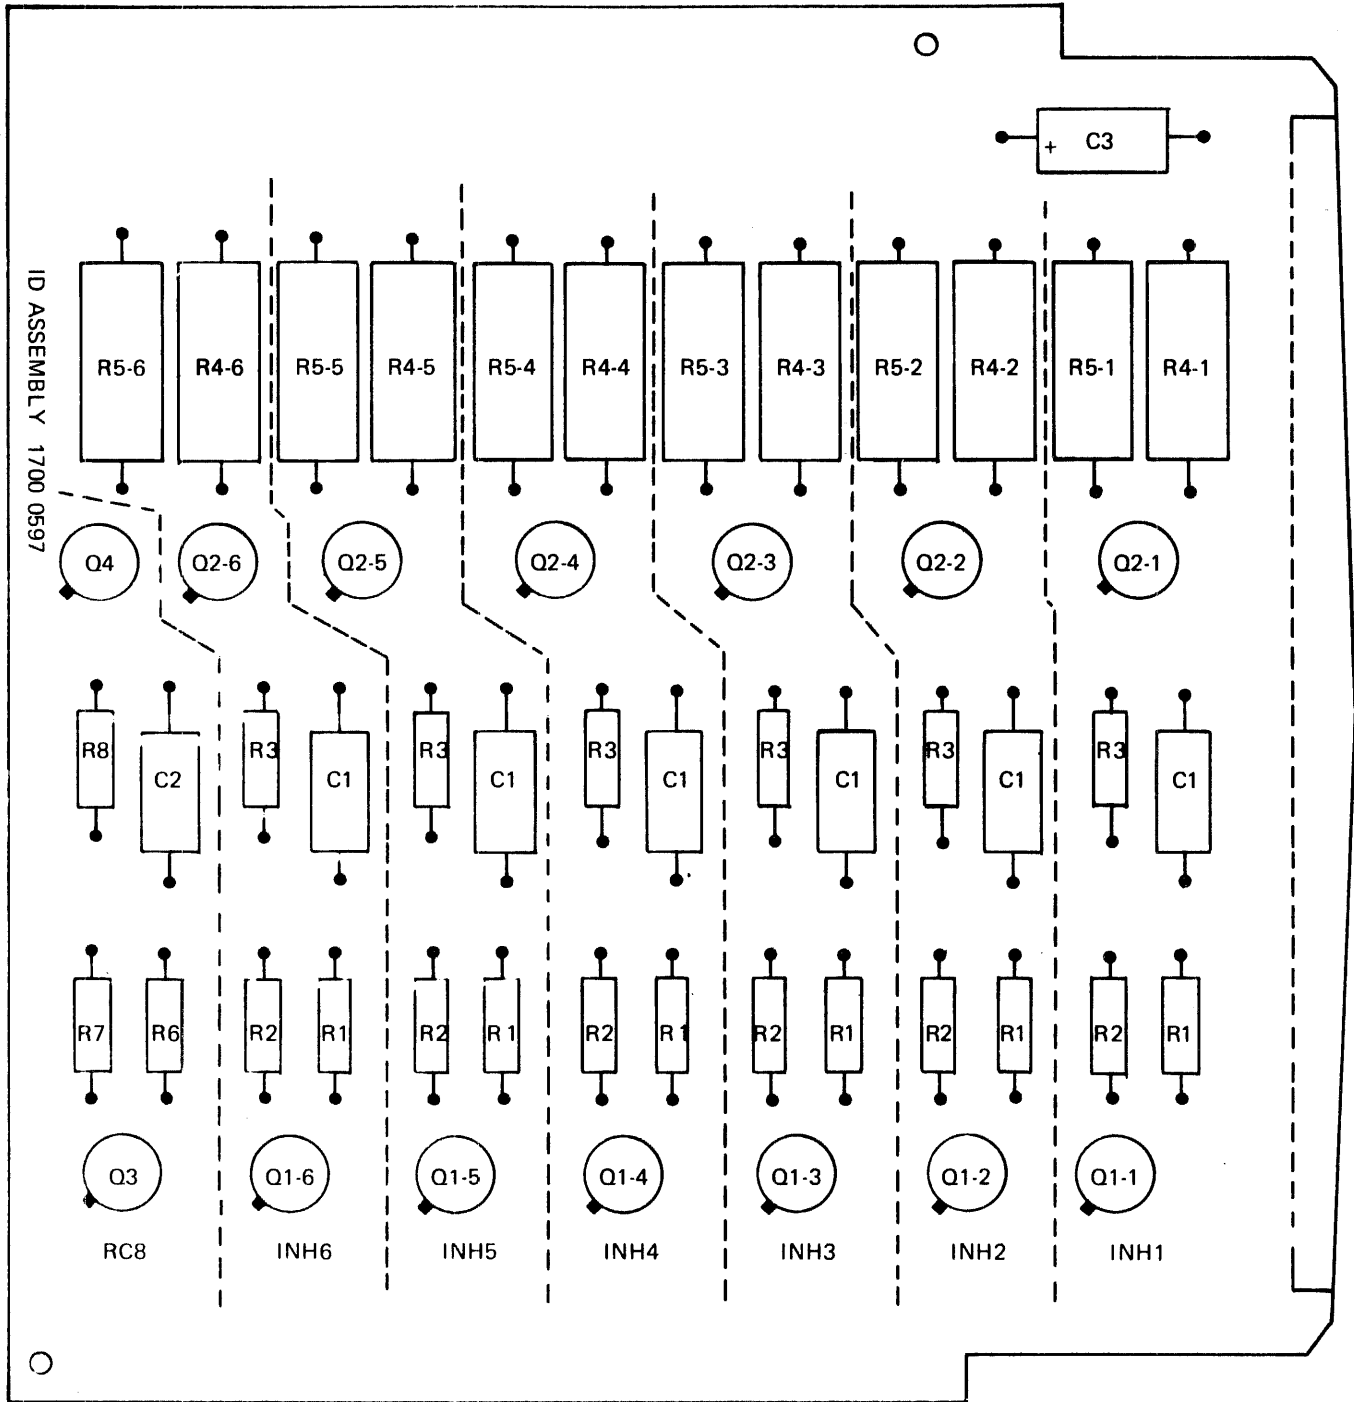 + C3
ID ASSEMBLY 1700 0597
R5-6 R4-6 R5-5 R4-5 R5-4 R4-4 R5-3 R4-3 R5-2 R4-2 R5-1 R4-1
Q4 Q2-6 Q2-5 Q2-4 Q2-3 Q2-2 Q2-1
R8 C2 R3 C1 R3 C1 R3 C1 R3 C1 R3 C1 R3 C1
R7 R6 R2 R1 R2 R1 R2 R1 R2 R1 R2 R1 R2 R1
Q3 Q1-6 Q1-5 Q1-4 Q1-3 Q1-2 Q1-1
RC8 INH6 INH5 INH4 INH3 INH2 INH1